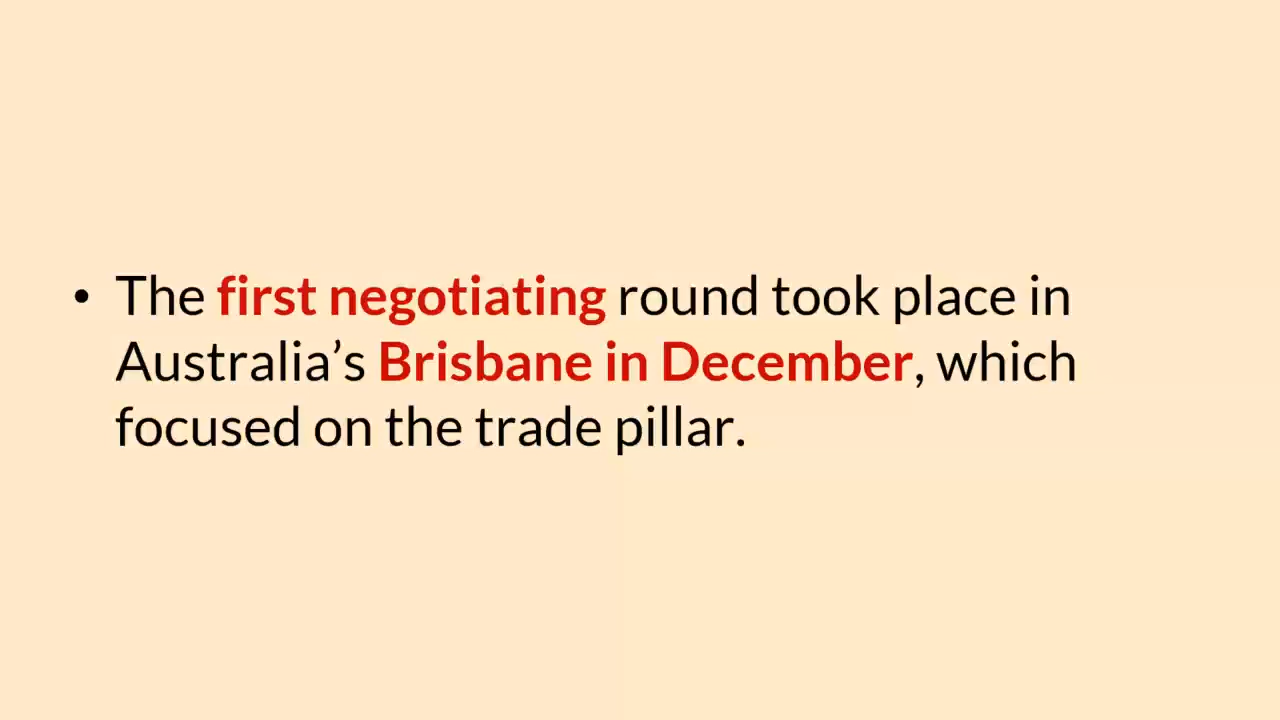 • The first negotiating round took place in
Australia’s Brisbane in December, which
focused on the trade pillar.